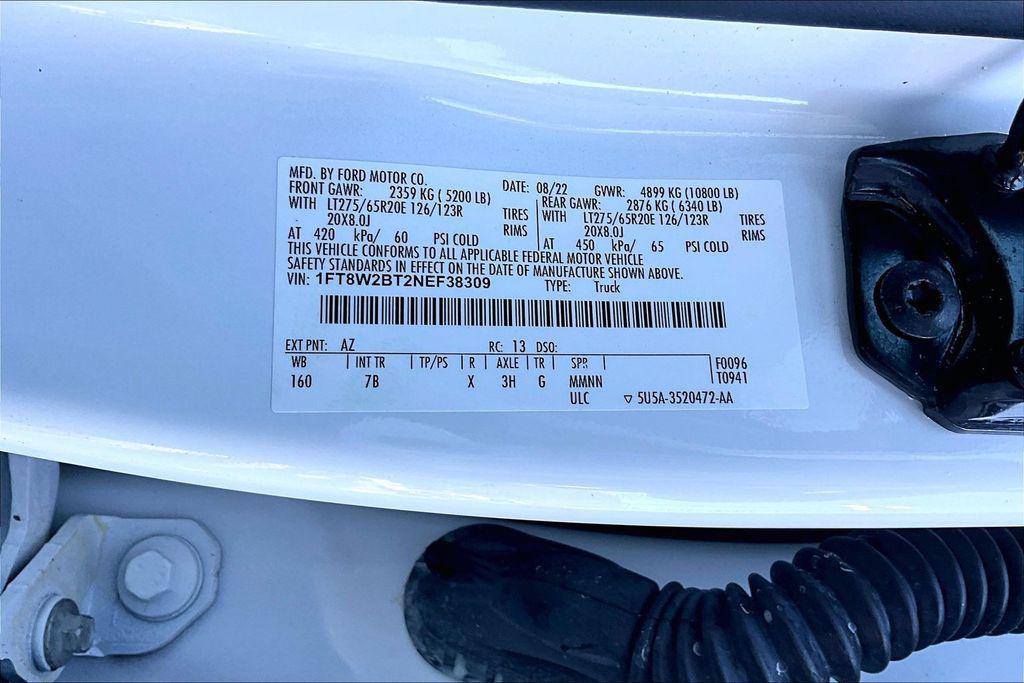 MFD. BY FORD MOTOR CO. DATE: 08/22 GVWR: 4899 KG (10800 LB)
FRONT GAWR: 2359 KG ( 5200 LB) REAR GAWR: 2876 KG ( 6340 LB)
WITH LT275/65R20E 126/123R TIRES WITH LT275/65R20E 126/123R TIRES
20X8.0J RIMS 20X8.0J RIMS
AT 420 kPa/ 60 PSI COLD AT 450 kPa/ 65 PSI COLD
THIS VEHICLE CONFORMS TO ALL APPLICABLE FEDERAL MOTOR VEHICLE
SAFETY STANDARDS IN EFFECT ON THE DATE OF MANUFACTURE SHOWN ABOVE.
VIN: 1FT8W2BT2NEF38309 TYPE: Truck
EXT PNT: AZ RC: 13 DSO:
WB INT TR TP/PS R AXLE TR SPR F0096
160 7B X 3H G MMNN T0941
ULC ▽ 5U5A-3520472-AA